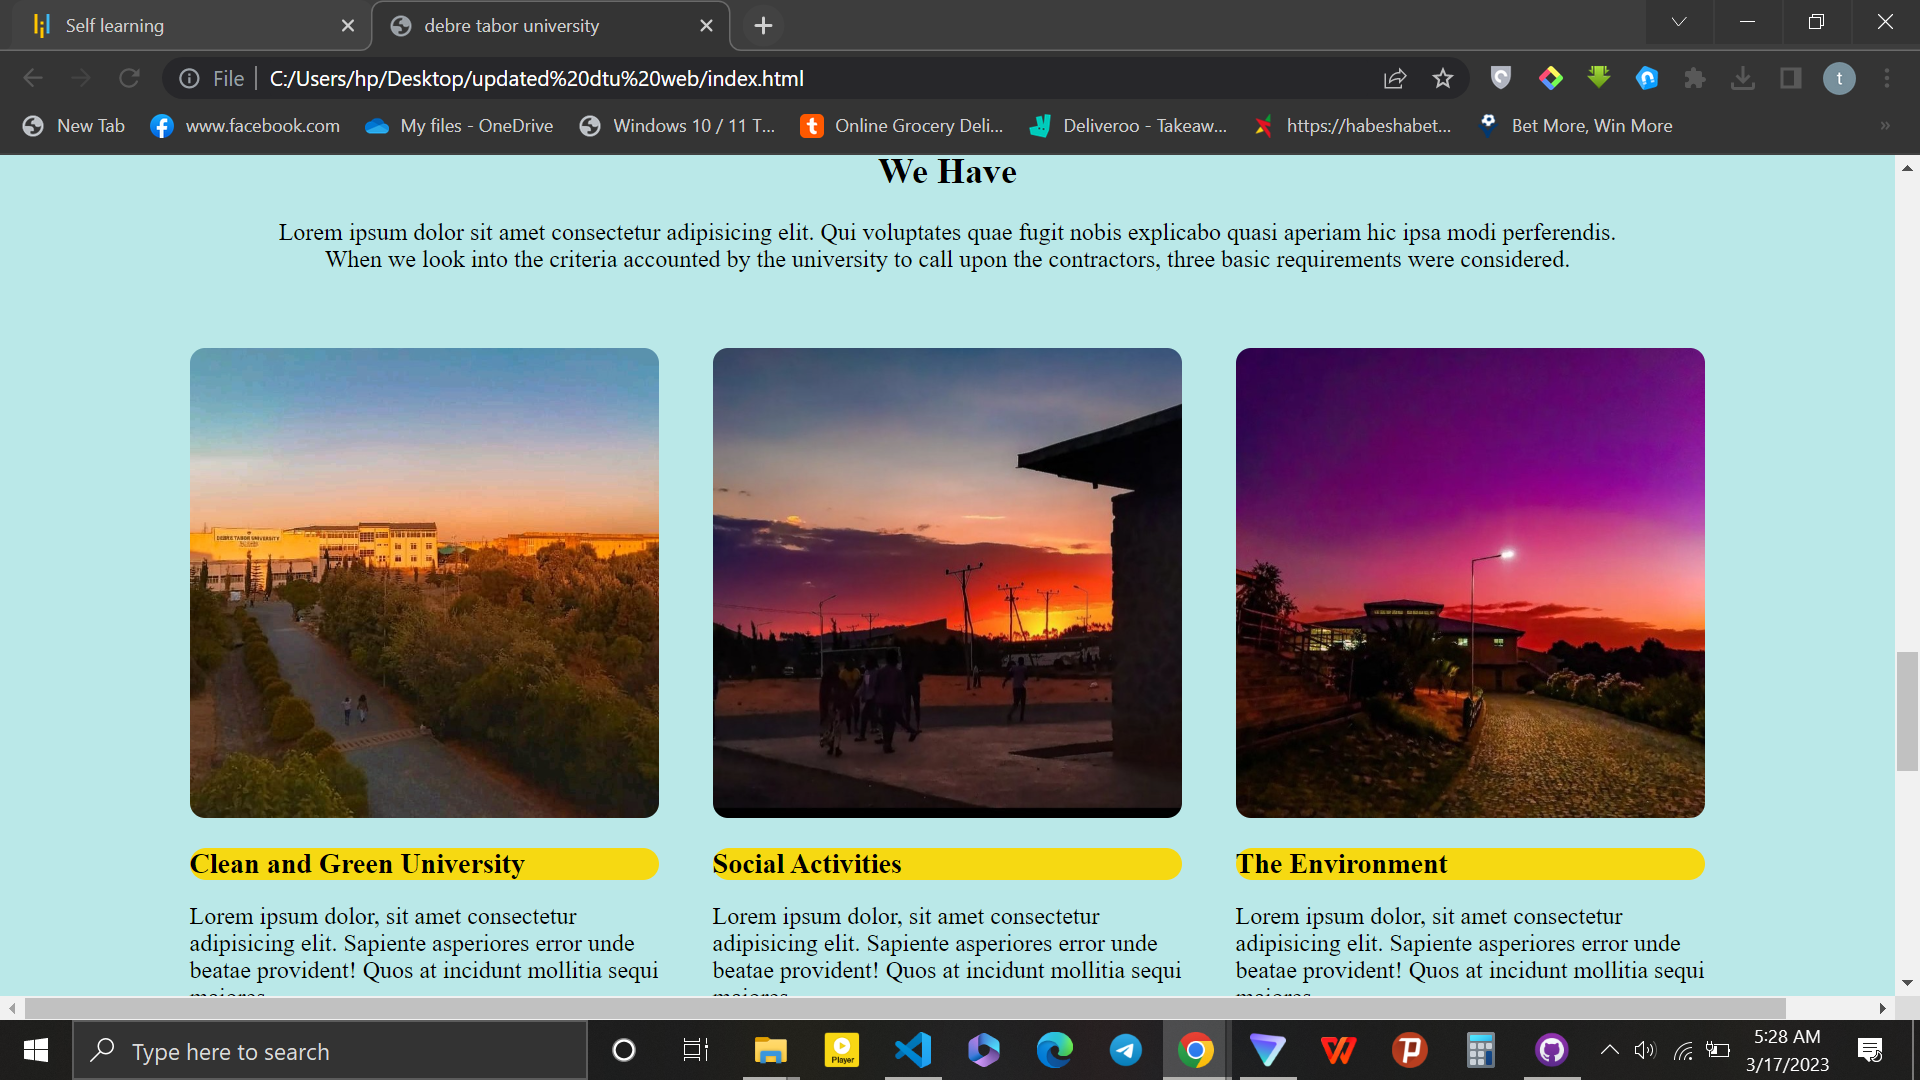 Self learning
debre tabor university
File
C:/Users/hp/Desktop/updated%20dtu%20web/index.html
t
New Tab
www.facebook.com
My files - OneDrive
Windows 10 / 11 T...
Online Grocery Deli...
Deliveroo - Takeaw...
https://habeshabet...
Bet More, Win More
We Have
Lorem ipsum dolor sit amet consectetur adipisicing elit. Qui voluptates quae fugit nobis explicabo quasi aperiam hic ipsa modi perferendis.
When we look into the criteria accounted by the university to call upon the contractors, three basic requirements were considered.
DEBRE TABOR UNIVERSITY
Clean and Green University
Lorem ipsum dolor, sit amet consectetur
adipisicing elit. Sapiente asperiores error unde
beatae provident! Quos at incidunt mollitia sequi
maiores
Social Activities
Lorem ipsum dolor, sit amet consectetur
adipisicing elit. Sapiente asperiores error unde
beatae provident! Quos at incidunt mollitia sequi
maiores
The Environment
Lorem ipsum dolor, sit amet consectetur
adipisicing elit. Sapiente asperiores error unde
beatae provident! Quos at incidunt mollitia sequi
maiores
Type here to search
Player
5:28 AM
3/17/2023